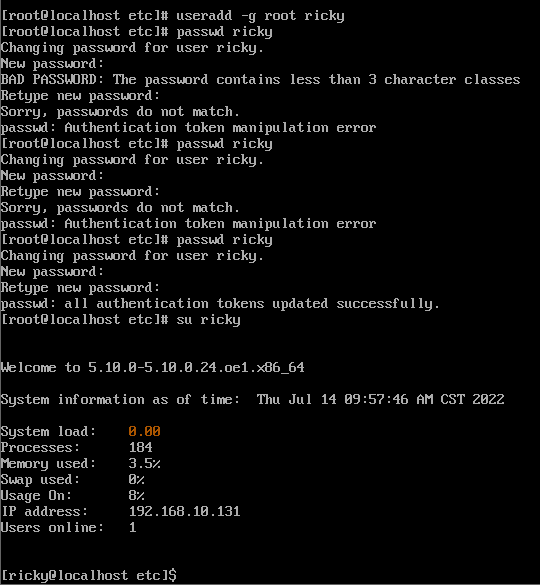 [root@localhost etc]# useradd -g root ricky
[root@localhost etc]# passwd ricky
Changing password for user ricky.
New password:
BAD PASSWORD: The password contains less than 3 character classes
Retype new password:
Sorry, passwords do not match.
passwd: Authentication token manipulation error
[root@localhost etc]# passwd ricky
Changing password for user ricky.
New password:
Retype new password:
Sorry, passwords do not match.
passwd: Authentication token manipulation error
[root@localhost etc]# passwd ricky
Changing password for user ricky.
New password:
Retype new password:
passwd: all authentication tokens updated successfully.
[root@localhost etc]# su ricky
Welcome to 5.10.0-5.10.0.24.oe1.x86_64
System information as of time:  Thu Jul 14 09:57:46 AM CST 2022
System load:    0.00
Processes:      184
Memory used:    3.5%
Swap used:      0%
Usage On:       8%
IP address:     192.168.10.131
Users online:   1
[ricky@localhost etc]$